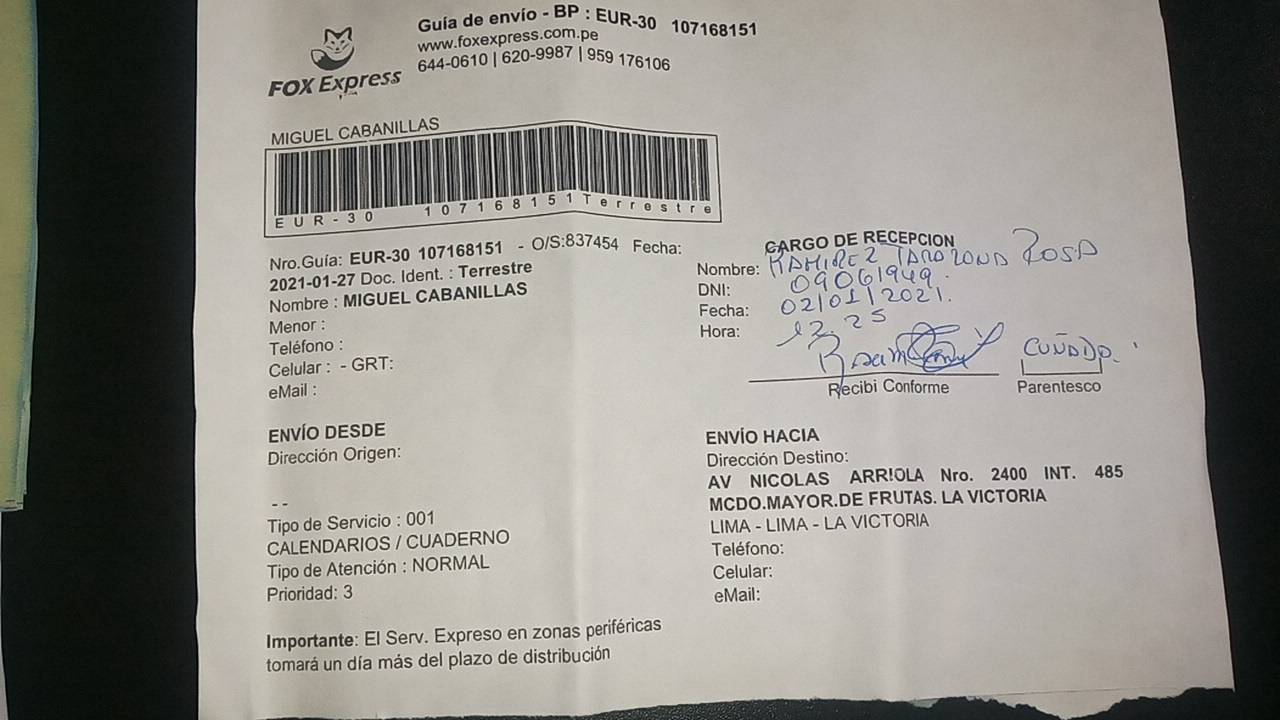 FOX Express
Guía de envío - BP : EUR-30 107168151
www.foxexpress.com.pe
644-0610 | 620-9987 | 959 176106
MIGUEL CABANILLAS
EUR-30 107168151Terrestre
Nro.Guía: EUR-30 107168151 - O/S:837454 Fecha:
2021-01-27 Doc. Ident. : Terrestre
Nombre : MIGUEL CABANILLAS
Menor :
Teléfono :
Celular : - GRT:
eMail :
CARGO DE RECEPCION
Nombre: RAMIREZ ROSA
DNI: 09061949.
Fecha: 02/01/2021.
Hora: 12.25
CUÑADO.
Recibi Conforme Parentesco
ENVÍO DESDE
Dirección Origen:
- -
Tipo de Servicio : 001
CALENDARIOS / CUADERNO
Tipo de Atención : NORMAL
Prioridad: 3
ENVÍO HACIA
Dirección Destino:
AV NICOLAS ARRIOLA Nro. 2400 INT. 485
MCDO.MAYOR.DE FRUTAS. LA VICTORIA
LIMA - LIMA - LA VICTORIA
Teléfono:
Celular:
eMail:
Importante: El Serv. Expreso en zonas periféricas
tomará un día más del plazo de distribución